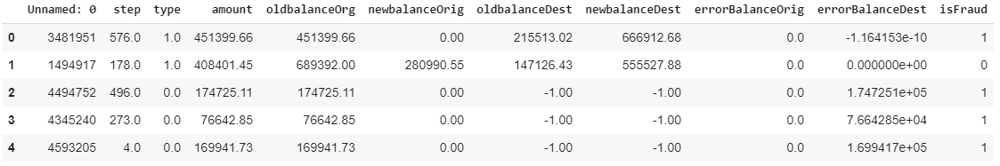 Unnamed: 0 step type amount oldbalanceOrg newbalanceOrig oldbalanceDest newbalanceDest errorBalanceOrig errorBalanceDest isFraud
0 3481951 576.0 1.0 451399.66 451399.66 0.00 215513.02 666912.68 0.0 -1.164153e-10 1
1 1494917 178.0 1.0 408401.45 689392.00 280990.55 147126.43 555527.88 0.0 0.000000e+00 0
2 4494752 496.0 0.0 174725.11 174725.11 0.00 -1.00 -1.00 0.0 1.747251e+05 1
3 4345240 273.0 0.0 76642.85 76642.85 0.00 -1.00 -1.00 0.0 7.664285e+04 1
4 4593205 4.0 0.0 169941.73 169941.73 0.00 -1.00 -1.00 0.0 1.699417e+05 1